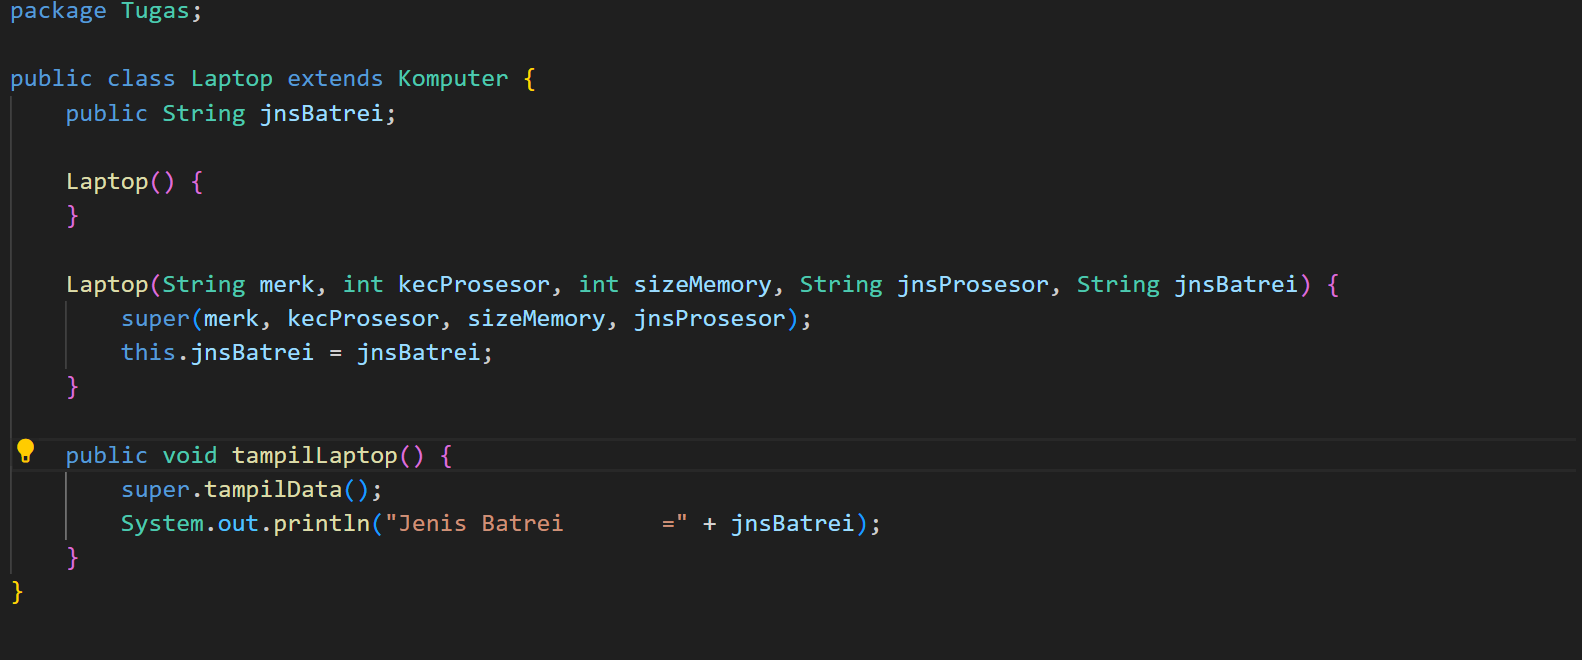 package Tugas;
public class Laptop extends Komputer {
public String jnsBatrei;
Laptop() {
}
Laptop(String merk, int kecProsesor, int sizeMemory, String jnsProsesor, String jnsBatrei) {
super(merk, kecProsesor, sizeMemory, jnsProsesor);
this.jnsBatrei = jnsBatrei;
}
public void tampilLaptop() {
super.tampilData();
System.out.println("Jenis Batrei       =" + jnsBatrei);
}
}